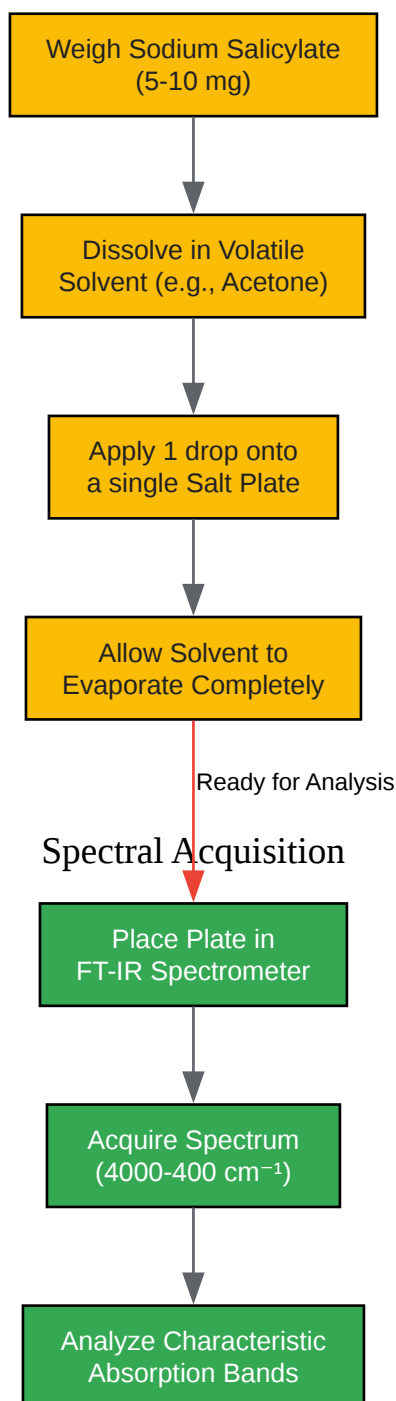 Weigh Sodium Salicylate
(5-10 mg)
Dissolve in Volatile
Solvent (e.g., Acetone)
Apply 1 drop onto
a single Salt Plate
Allow Solvent to
Evaporate Completely
Ready for Analysis
Spectral Acquisition
Place Plate in
FT-IR Spectrometer
Acquire Spectrum
(4000-400 cm⁻¹)
Analyze Characteristic
Absorption Bands